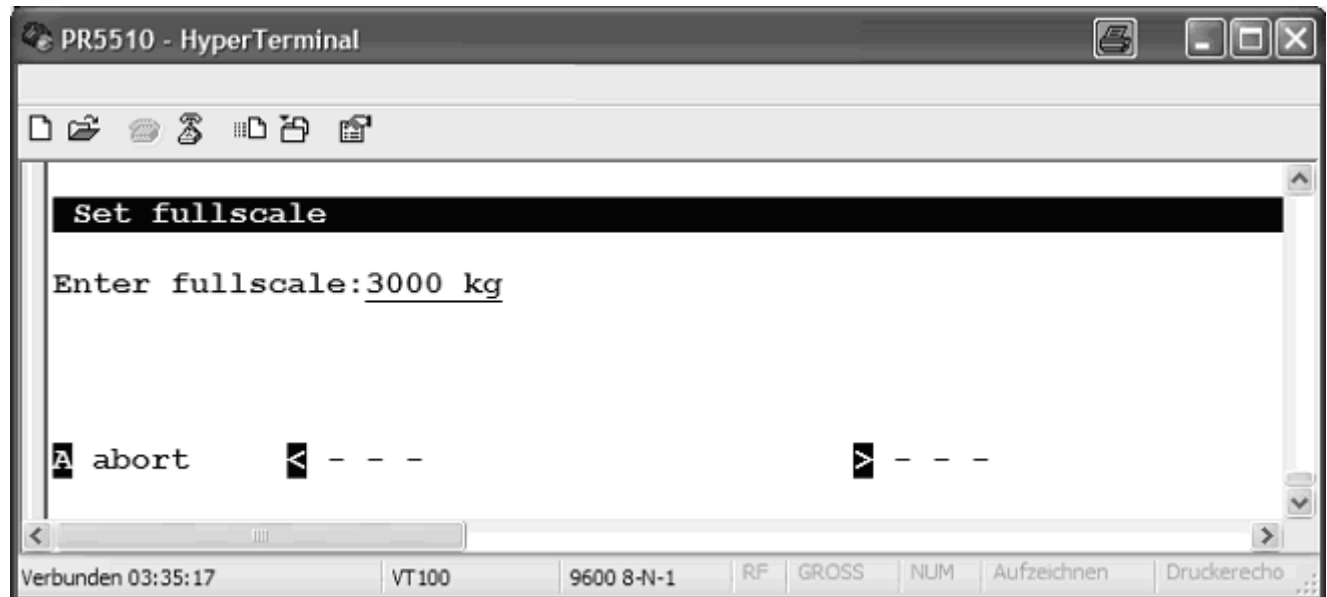 PR5510 - HyperTerminal
Set fullscale
Enter fullscale:3000 kg
A abort < - - - > - - -
Verbunden 03:35:17 VT100 9600 8-N-1 RF GROSS NUM Aufzeichnen Druckerecho